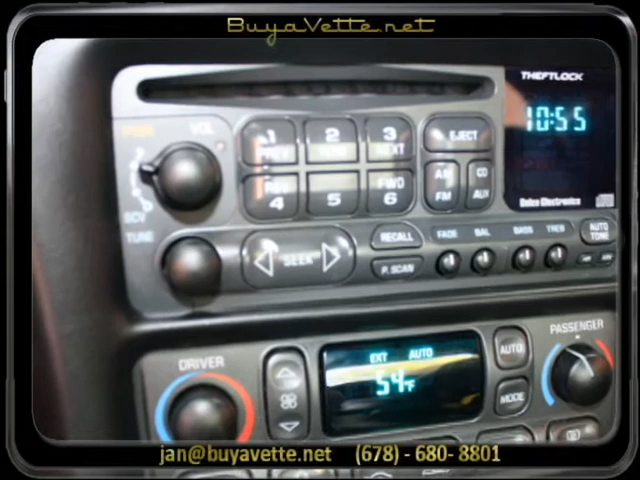 BuyaVette.net
THEFTLOCK
10:55
VOL
1 2 3 EJECT
PREV NEXT
AM CD
REV FWD FM AUX
4 5 6
Delco Electronics
SCV
TUNE
SEEK
RECALL FADE BAL BASS TREB AUTO TONE
P.SCAN
PASSENGER
DRIVER
EXT AUTO AUTO
54°F
MODE
jan@buyavette.net (678) - 680- 8801